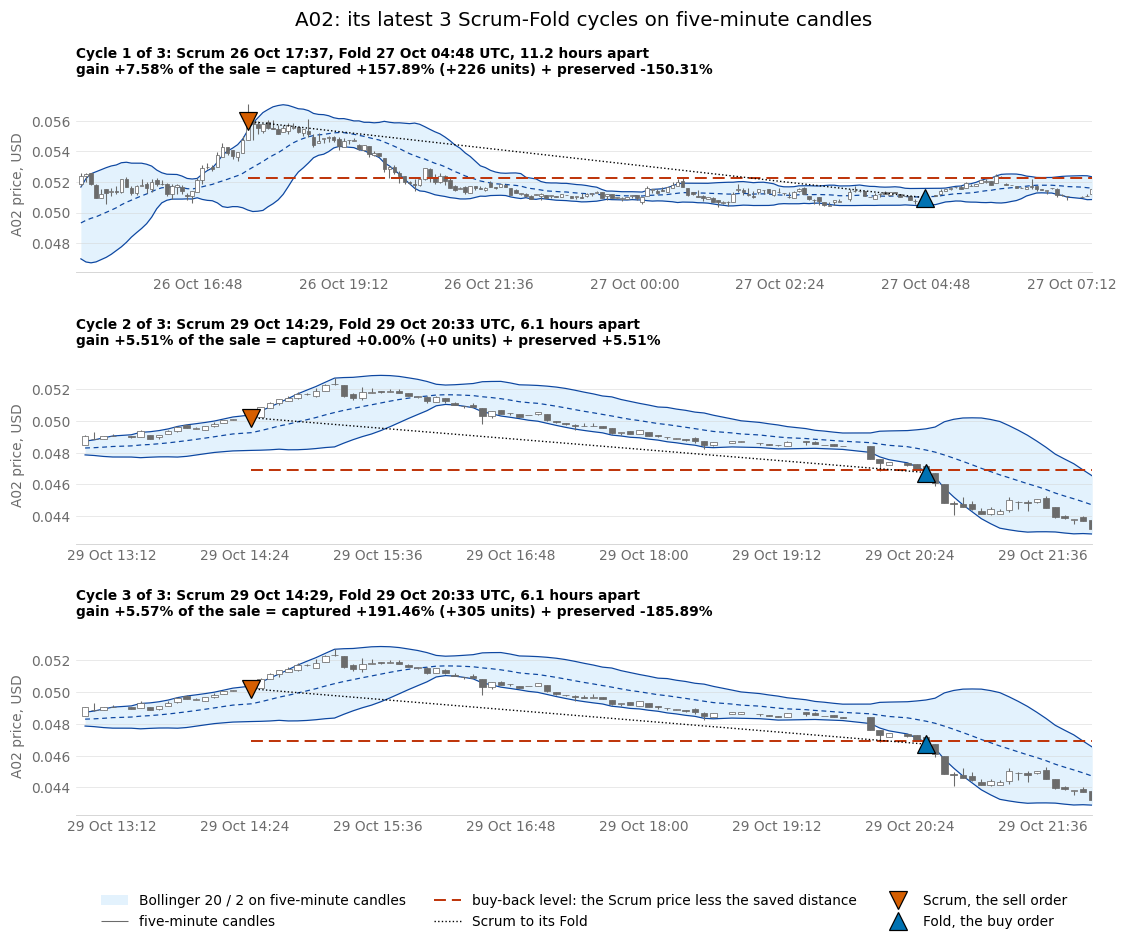 A02: its latest 3 Scrum-Fold cycles on five-minute candles
Cycle 1 of 3: Scrum 26 Oct 17:37, Fold 27 Oct 04:48 UTC, 11.2 hours apart
gain +7.58% of the sale = captured +157.89% (+226 units) + preserved -150.31%
A02 price, USD
0.056
0.054
0.052
0.050
0.048
26 Oct 16:48 26 Oct 19:12 26 Oct 21:36 27 Oct 00:00 27 Oct 02:24 27 Oct 04:48 27 Oct 07:12
Cycle 2 of 3: Scrum 29 Oct 14:29, Fold 29 Oct 20:33 UTC, 6.1 hours apart
gain +5.51% of the sale = captured +0.00% (+0 units) + preserved +5.51%
A02 price, USD
0.052
0.050
0.048
0.046
0.044
29 Oct 13:12 29 Oct 14:24 29 Oct 15:36 29 Oct 16:48 29 Oct 18:00 29 Oct 19:12 29 Oct 20:24 29 Oct 21:36
Cycle 3 of 3: Scrum 29 Oct 14:29, Fold 29 Oct 20:33 UTC, 6.1 hours apart
gain +5.57% of the sale = captured +191.46% (+305 units) + preserved -185.89%
A02 price, USD
0.052
0.050
0.048
0.046
0.044
29 Oct 13:12 29 Oct 14:24 29 Oct 15:36 29 Oct 16:48 29 Oct 18:00 29 Oct 19:12 29 Oct 20:24 29 Oct 21:36
Bollinger 20 / 2 on five-minute candles
five-minute candles
buy-back level: the Scrum price less the saved distance
Scrum to its Fold
Scrum, the sell order
Fold, the buy order